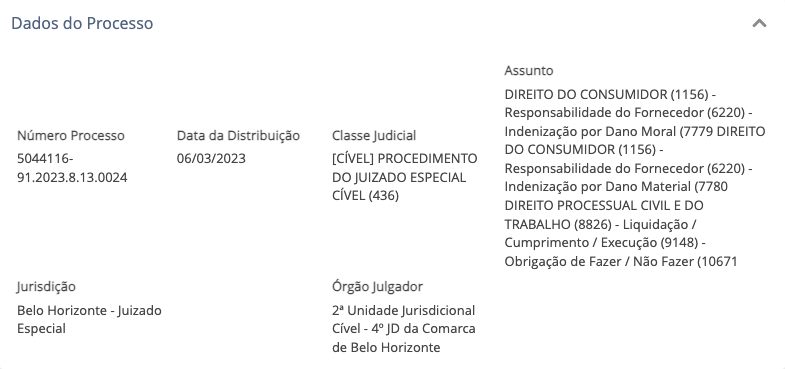 Dados do Processo
Número Processo
5044116-
91.2023.8.13.0024
Data da Distribuição
06/03/2023
Classe Judicial
[CÍVEL] PROCEDIMENTO
DO JUIZADO ESPECIAL
CÍVEL (436)
Assunto
DIREITO DO CONSUMIDOR (1156) -
Responsabilidade do Fornecedor (6220) -
Indenização por Dano Moral (7779 DIREITO
DO CONSUMIDOR (1156) -
Responsabilidade do Fornecedor (6220) -
Indenização por Dano Material (7780
DIREITO PROCESSUAL CIVIL E DO
TRABALHO (8826) - Liquidação /
Cumprimento / Execução (9148) -
Obrigação de Fazer / Não Fazer (10671
Jurisdição
Belo Horizonte - Juizado
Especial
Órgão Julgador
2ª Unidade Jurisdicional
Cível - 4º JD da Comarca
de Belo Horizonte